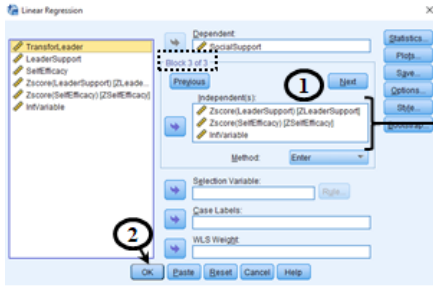 Linear Regression
TransforLeader
LeaderSupport
SelfEfficacy
Zscore(LeaderSupport) [ZLeade...
Zscore(SelfEfficacy) [ZSelfEfficacy]
IntVariable
Dependent:
SocialSupport
Block 3 of 3
Previous
1
Next
Independent(s):
Zscore(LeaderSupport) [ZLeaderSupport]
Zscore(SelfEfficacy) [ZSelfEfficacy]
IntVariable
Method:
Enter
Selection Variable:
Rule...
Case Labels:
WLS Weight:
2
OK
Paste
Reset
Cancel
Help
Statistics...
Plots...
Save...
Options...
Style...
Bootstrap...